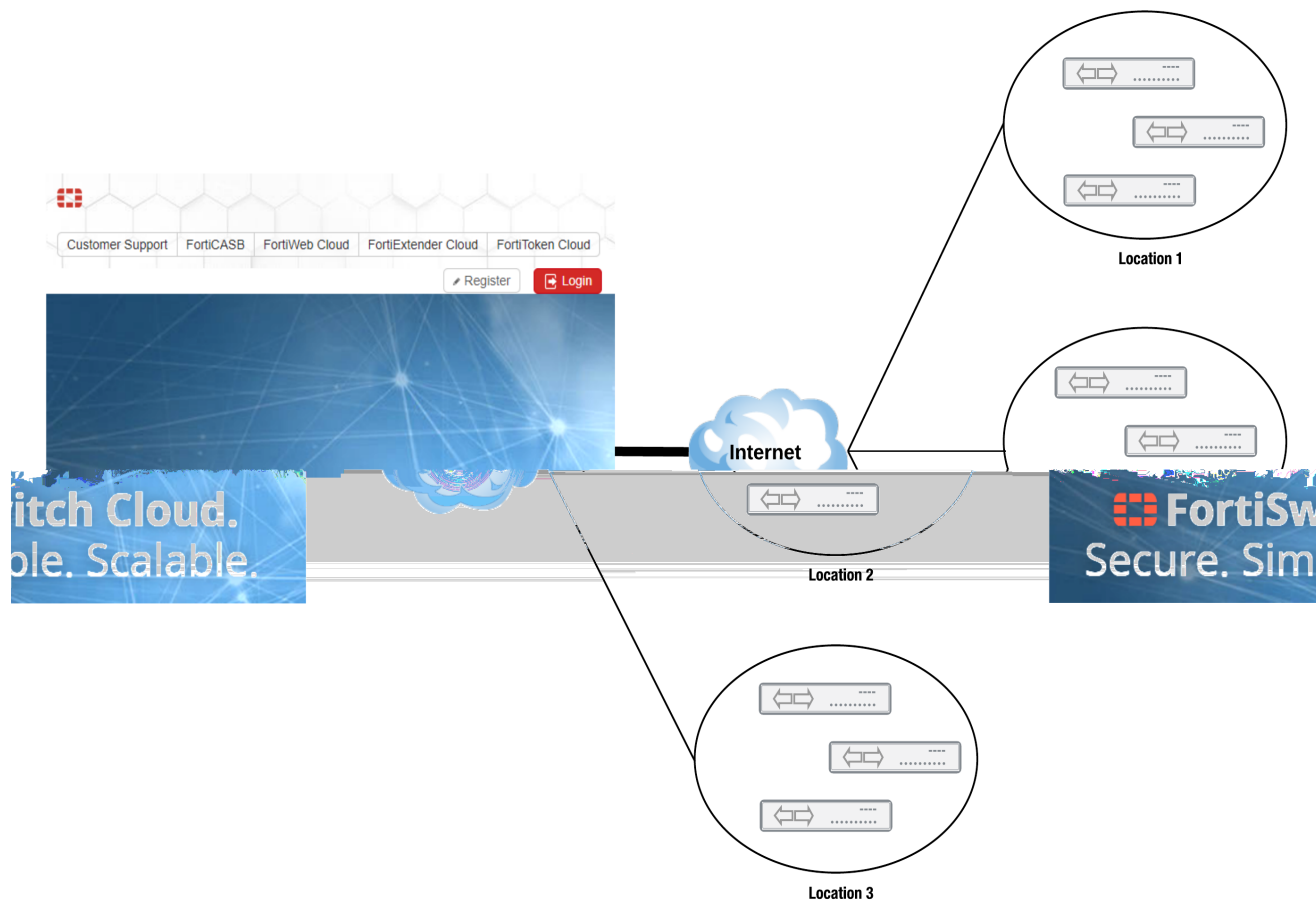 Customer Support FortiCASB FortiWeb Cloud FortiExtender Cloud FortiToken Cloud
Register Login
Location 1
Internet
itch Cloud.
ple. Scalable.
FortiSw
Secure. Sim
Location 2
Location 3